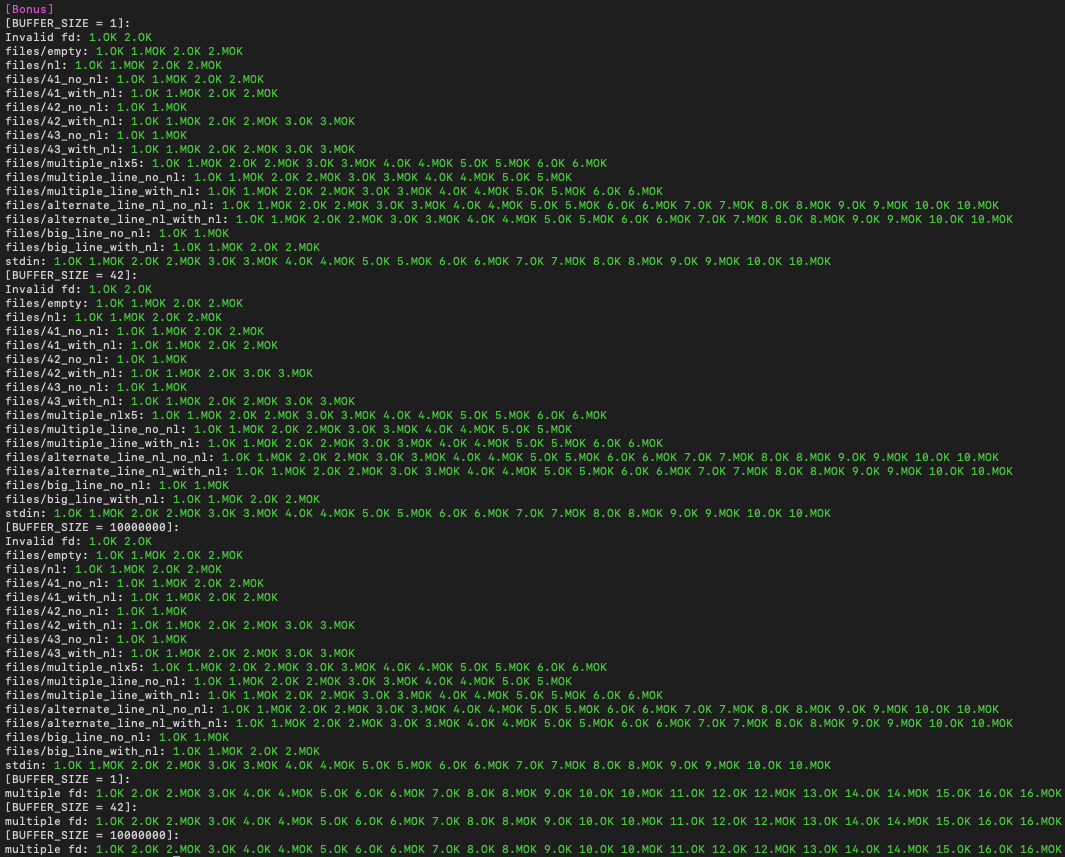 [Bonus]
[BUFFER_SIZE = 1]:
Invalid fd: 1.OK 2.OK
files/empty: 1.OK 1.MOK 2.OK 2.MOK
files/nl: 1.OK 1.MOK 2.OK 2.MOK
files/41_no_nl: 1.OK 1.MOK 2.OK 2.MOK
files/41_with_nl: 1.OK 1.MOK 2.OK 2.MOK
files/42_no_nl: 1.OK 1.MOK
files/42_with_nl: 1.OK 1.MOK 2.OK 2.MOK 3.OK 3.MOK
files/43_no_nl: 1.OK 1.MOK
files/43_with_nl: 1.OK 1.MOK 2.OK 2.MOK 3.OK 3.MOK
files/multiple_nlx5: 1.OK 1.MOK 2.OK 2.MOK 3.OK 3.MOK 4.OK 4.MOK 5.OK 5.MOK 6.OK 6.MOK
files/multiple_line_no_nl: 1.OK 1.MOK 2.OK 2.MOK 3.OK 3.MOK 4.OK 4.MOK 5.OK 5.MOK
files/multiple_line_with_nl: 1.OK 1.MOK 2.OK 2.MOK 3.OK 3.MOK 4.OK 4.MOK 5.OK 5.MOK 6.OK 6.MOK
files/alternate_line_nl_no_nl: 1.OK 1.MOK 2.OK 2.MOK 3.OK 3.MOK 4.OK 4.MOK 5.OK 5.MOK 6.OK 6.MOK 7.OK 7.MOK 8.OK 8.MOK 9.OK 9.MOK 10.OK 10.MOK
files/alternate_line_nl_with_nl: 1.OK 1.MOK 2.OK 2.MOK 3.OK 3.MOK 4.OK 4.MOK 5.OK 5.MOK 6.OK 6.MOK 7.OK 7.MOK 8.OK 8.MOK 9.OK 9.MOK 10.OK 10.MOK
files/big_line_no_nl: 1.OK 1.MOK
files/big_line_with_nl: 1.OK 1.MOK 2.OK 2.MOK
stdin: 1.OK 1.MOK 2.OK 2.MOK 3.OK 3.MOK 4.OK 4.MOK 5.OK 5.MOK 6.OK 6.MOK 7.OK 7.MOK 8.OK 8.MOK 9.OK 9.MOK 10.OK 10.MOK
[BUFFER_SIZE = 42]:
Invalid fd: 1.OK 2.OK
files/empty: 1.OK 1.MOK 2.OK 2.MOK
files/nl: 1.OK 1.MOK 2.OK 2.MOK
files/41_no_nl: 1.OK 1.MOK 2.OK 2.MOK
files/41_with_nl: 1.OK 1.MOK 2.OK 2.MOK
files/42_no_nl: 1.OK 1.MOK
files/42_with_nl: 1.OK 1.MOK 2.OK 3.OK 3.MOK
files/43_no_nl: 1.OK 1.MOK
files/43_with_nl: 1.OK 1.MOK 2.OK 2.MOK 3.OK 3.MOK
files/multiple_nlx5: 1.OK 1.MOK 2.OK 2.MOK 3.OK 3.MOK 4.OK 4.MOK 5.OK 5.MOK 6.OK 6.MOK
files/multiple_line_no_nl: 1.OK 1.MOK 2.OK 2.MOK 3.OK 3.MOK 4.OK 4.MOK 5.OK 5.MOK
files/multiple_line_with_nl: 1.OK 1.MOK 2.OK 2.MOK 3.OK 3.MOK 4.OK 4.MOK 5.OK 5.MOK 6.OK 6.MOK
files/alternate_line_nl_no_nl: 1.OK 1.MOK 2.OK 2.MOK 3.OK 3.MOK 4.OK 4.MOK 5.OK 5.MOK 6.OK 6.MOK 7.OK 7.MOK 8.OK 8.MOK 9.OK 9.MOK 10.OK 10.MOK
files/alternate_line_nl_with_nl: 1.OK 1.MOK 2.OK 2.MOK 3.OK 3.MOK 4.OK 4.MOK 5.OK 5.MOK 6.OK 6.MOK 7.OK 7.MOK 8.OK 8.MOK 9.OK 9.MOK 10.OK 10.MOK
files/big_line_no_nl: 1.OK 1.MOK
files/big_line_with_nl: 1.OK 1.MOK 2.OK 2.MOK
stdin: 1.OK 1.MOK 2.OK 2.MOK 3.OK 3.MOK 4.OK 4.MOK 5.OK 5.MOK 6.OK 6.MOK 7.OK 7.MOK 8.OK 8.MOK 9.OK 9.MOK 10.OK 10.MOK
[BUFFER_SIZE = 10000000]:
Invalid fd: 1.OK 2.OK
files/empty: 1.OK 1.MOK 2.OK 2.MOK
files/nl: 1.OK 1.MOK 2.OK 2.MOK
files/41_no_nl: 1.OK 1.MOK 2.OK 2.MOK
files/41_with_nl: 1.OK 1.MOK 2.OK 2.MOK
files/42_no_nl: 1.OK 1.MOK
files/42_with_nl: 1.OK 1.MOK 2.OK 2.MOK 3.OK 3.MOK
files/43_no_nl: 1.OK 1.MOK
files/43_with_nl: 1.OK 1.MOK 2.OK 2.MOK 3.OK 3.MOK
files/multiple_nlx5: 1.OK 1.MOK 2.OK 2.MOK 3.OK 3.MOK 4.OK 4.MOK 5.OK 5.MOK 6.OK 6.MOK
files/multiple_line_no_nl: 1.OK 1.MOK 2.OK 2.MOK 3.OK 3.MOK 4.OK 4.MOK 5.OK 5.MOK
files/multiple_line_with_nl: 1.OK 1.MOK 2.OK 2.MOK 3.OK 3.MOK 4.OK 4.MOK 5.OK 5.MOK 6.OK 6.MOK
files/alternate_line_nl_no_nl: 1.OK 1.MOK 2.OK 2.MOK 3.OK 3.MOK 4.OK 4.MOK 5.OK 5.MOK 6.OK 6.MOK 7.OK 7.MOK 8.OK 8.MOK 9.OK 9.MOK 10.OK 10.MOK
files/alternate_line_nl_with_nl: 1.OK 1.MOK 2.OK 2.MOK 3.OK 3.MOK 4.OK 4.MOK 5.OK 5.MOK 6.OK 6.MOK 7.OK 7.MOK 8.OK 8.MOK 9.OK 9.MOK 10.OK 10.MOK
files/big_line_no_nl: 1.OK 1.MOK
files/big_line_with_nl: 1.OK 1.MOK 2.OK 2.MOK
stdin: 1.OK 1.MOK 2.OK 2.MOK 3.OK 3.MOK 4.OK 4.MOK 5.OK 5.MOK 6.OK 6.MOK 7.OK 7.MOK 8.OK 8.MOK 9.OK 9.MOK 10.OK 10.MOK
[BUFFER_SIZE = 1]:
multiple fd: 1.OK 2.OK 2.MOK 3.OK 4.OK 4.MOK 5.OK 6.OK 6.MOK 7.OK 8.OK 8.MOK 9.OK 10.OK 10.MOK 11.OK 12.OK 12.MOK 13.OK 14.OK 14.MOK 15.OK 16.OK 16.MOK
[BUFFER_SIZE = 42]:
multiple fd: 1.OK 2.OK 2.MOK 3.OK 4.OK 4.MOK 5.OK 6.OK 6.MOK 7.OK 8.OK 8.MOK 9.OK 10.OK 10.MOK 11.OK 12.OK 12.MOK 13.OK 14.OK 14.MOK 15.OK 16.OK 16.MOK
[BUFFER_SIZE = 10000000]:
multiple fd: 1.OK 2.OK 2.MOK 3.OK 4.OK 4.MOK 5.OK 6.OK 6.MOK 7.OK 8.OK 8.MOK 9.OK 10.OK 10.MOK 11.OK 12.OK 12.MOK 13.OK 14.OK 14.MOK 15.OK 16.OK 16.MOK